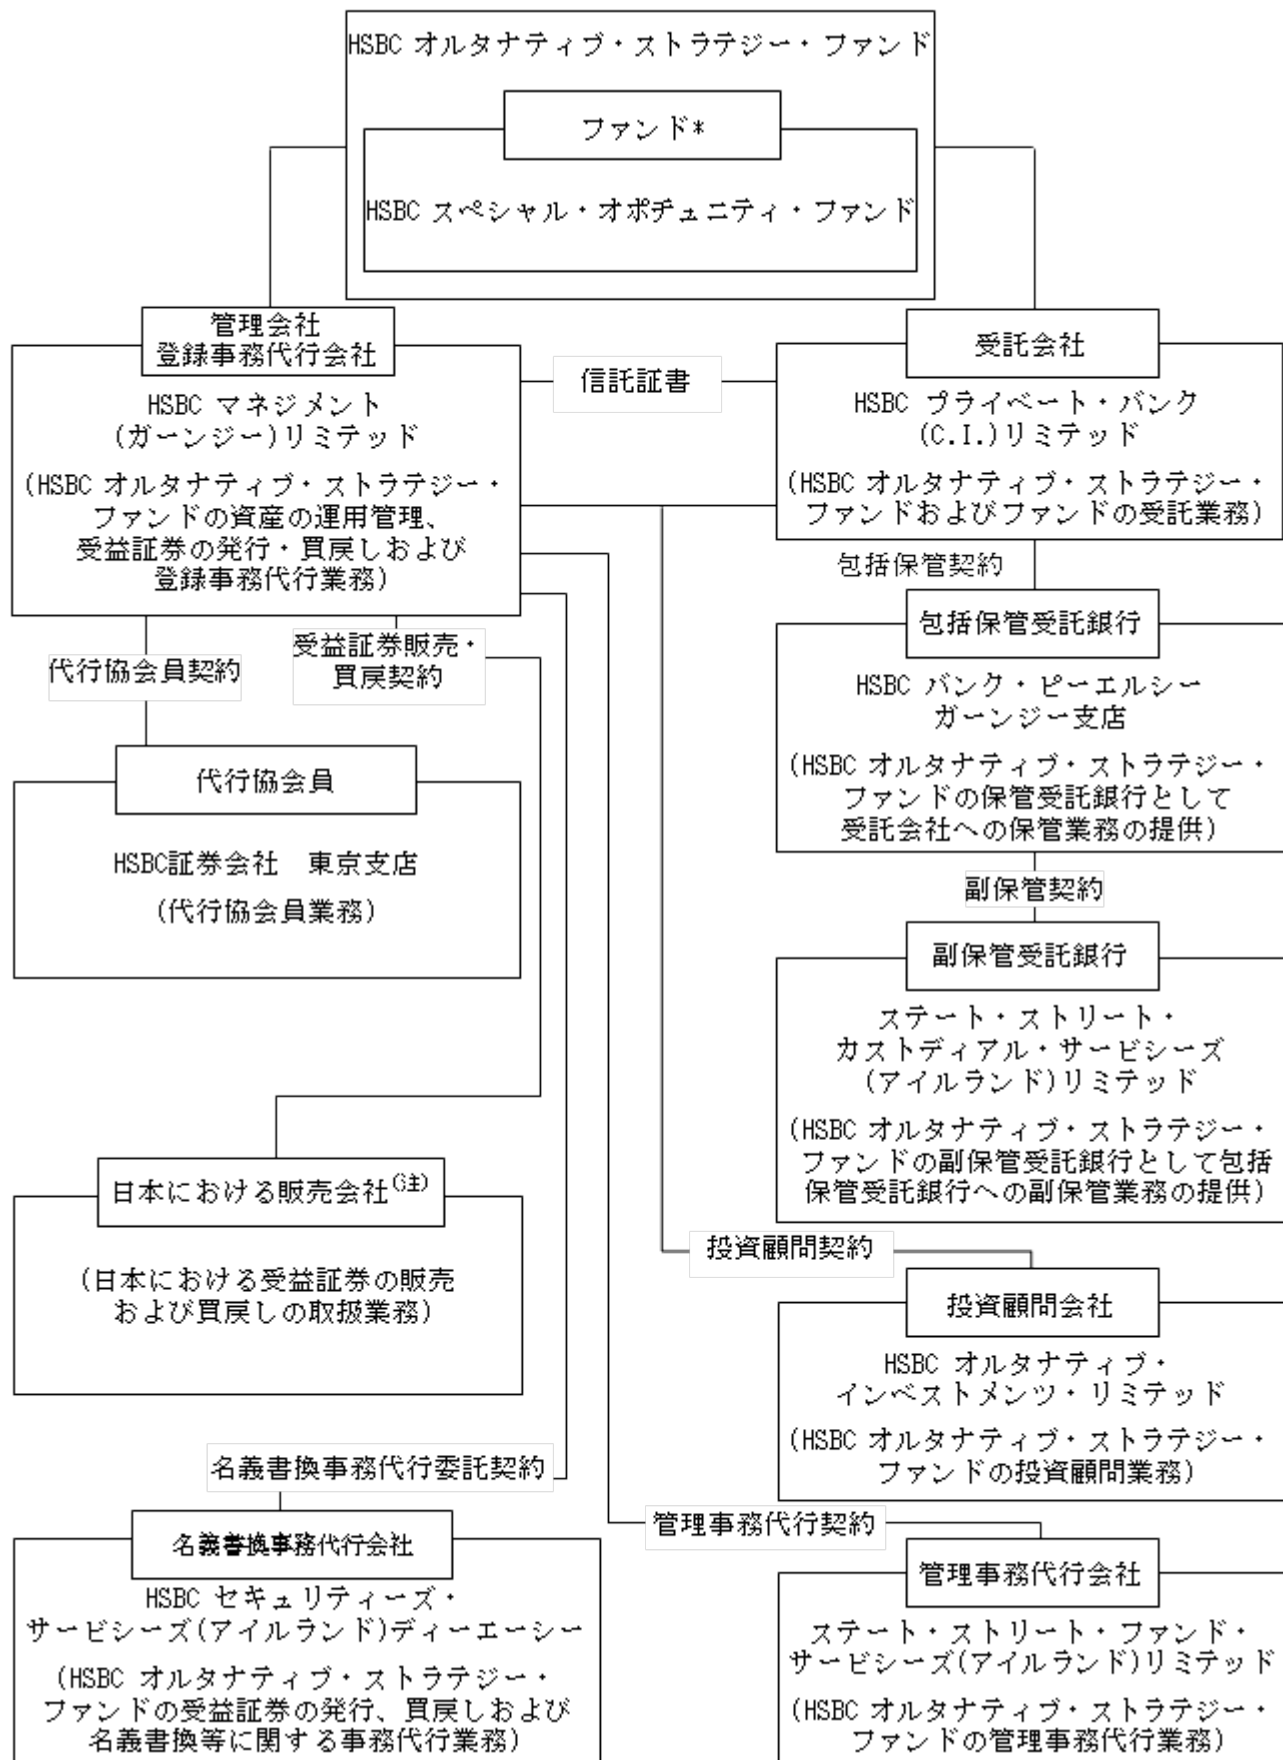 HSBC オルタナティブ・ストラテジー・ファンド
ファンド*
HSBC スペシャル・オポチュニティ・ファンド
管理会社
登録事務代行会社
HSBC マネジメント
(ガーンジー)リミテッド
(HSBC オルタナティブ・ストラテジー・
ファンドの資産の運用管理、
受益証券の発行・買戻しおよび
登録事務代行業務)
信託証書
受託会社
HSBC プライベート・バンク
(C.I.)リミテッド
(HSBC オルタナティブ・ストラテジー・
ファンドおよびファンドの受託業務)
包括保管契約
包括保管受託銀行
HSBC バンク・ピーエルシー
ガーンジー支店
(HSBC オルタナティブ・ストラテジー・
ファンドの保管受託銀行として
受託会社への保管業務の提供)
代行協会員契約
受益証券販売・
買戻契約
代行協会員
HSBC証券会社　東京支店
(代行協会員業務)
副保管契約
副保管受託銀行
ステート・ストリート・
カストディアル・サービシーズ
(アイルランド)リミテッド
(HSBC オルタナティブ・ストラテジー・
ファンドの副保管受託銀行として包括
保管受託銀行への副保管業務の提供)
日本における販売会社(注)
(日本における受益証券の販売
および買戻しの取扱業務)
投資顧問契約
投資顧問会社
HSBC オルタナティブ・
インベストメンツ・リミテッド
(HSBC オルタナティブ・ストラテジー・
ファンドの投資顧問業務)
名義書換事務代行委託契約
名義書換事務代行会社
HSBC セキュリティーズ・
サービシーズ(アイルランド)ディーエーシー
(HSBC オルタナティブ・ストラテジー・
ファンドの受益証券の発行、買戻しおよび
名義書換等に関する事務代行業務)
管理事務代行契約
管理事務代行会社
ステート・ストリート・ファンド・
サービシーズ(アイルランド)リミテッド
(HSBC オルタナティブ・ストラテジー・
ファンドの管理事務代行業務)